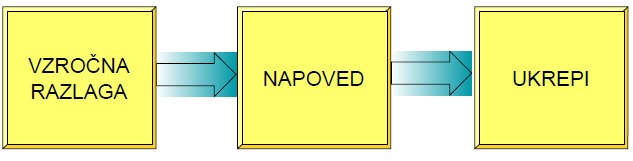 VZROČNA
RAZLAGA
NAPOVED
UKREPI